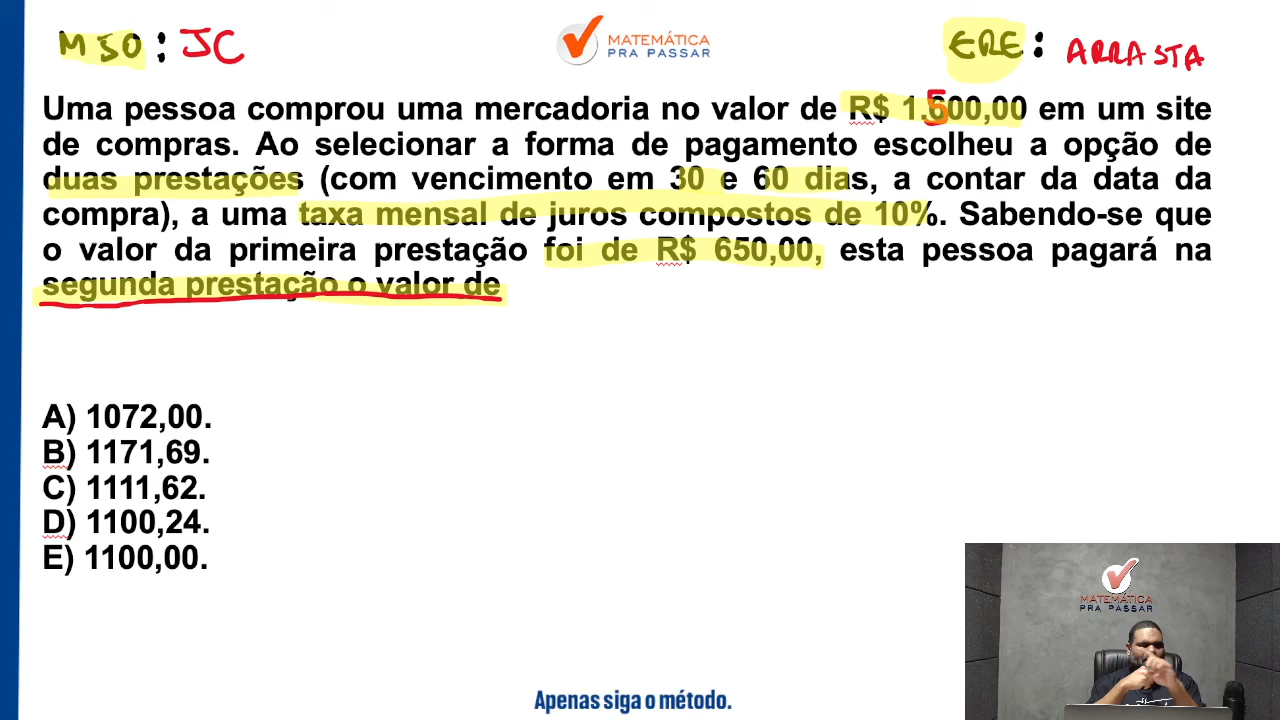 MJO : JC
MATEMÁTICA
PRA PASSAR
ERE : ARRASTA
Uma pessoa comprou uma mercadoria no valor de R$ 1.500,00 em um site
de compras. Ao selecionar a forma de pagamento escolheu a opção de
duas prestações (com vencimento em 30 e 60 dias, a contar da data da
compra), a uma taxa mensal de juros compostos de 10%. Sabendo-se que
o valor da primeira prestação foi de R$ 650,00, esta pessoa pagará na
segunda prestação o valor de
A) 1072,00.
B) 1171,69.
C) 1111,62.
D) 1100,24.
E) 1100,00.
MATEMÁTICA
PRA PASSAR
Apenas siga o método.